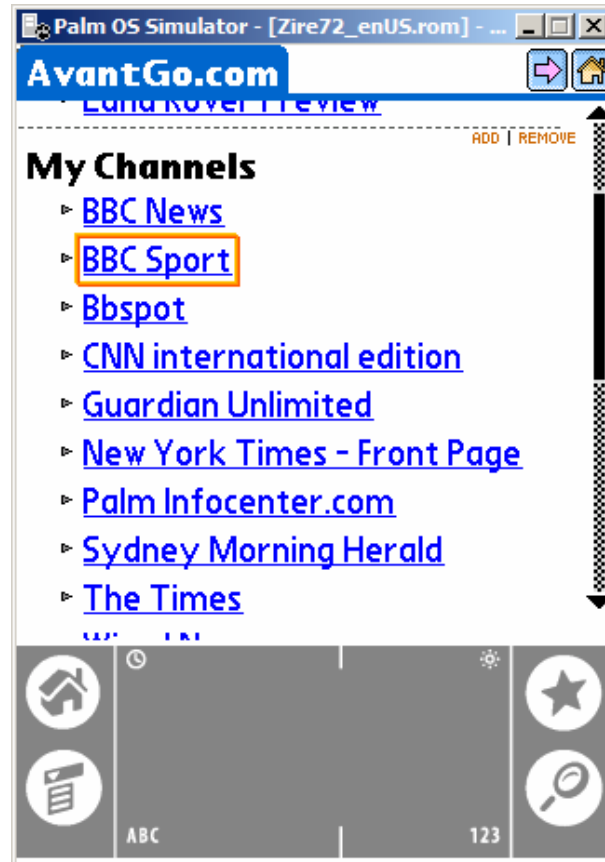 Palm OS Simulator - [Zire72_enUS.rom] - ...
AvantGo.com
Land Rover Preview
ADD | REMOVE
My Channels
BBC News
BBC Sport
Bbspot
CNN international edition
Guardian Unlimited
New York Times - Front Page
Palm Infocenter.com
Sydney Morning Herald
The Times
ABC
123